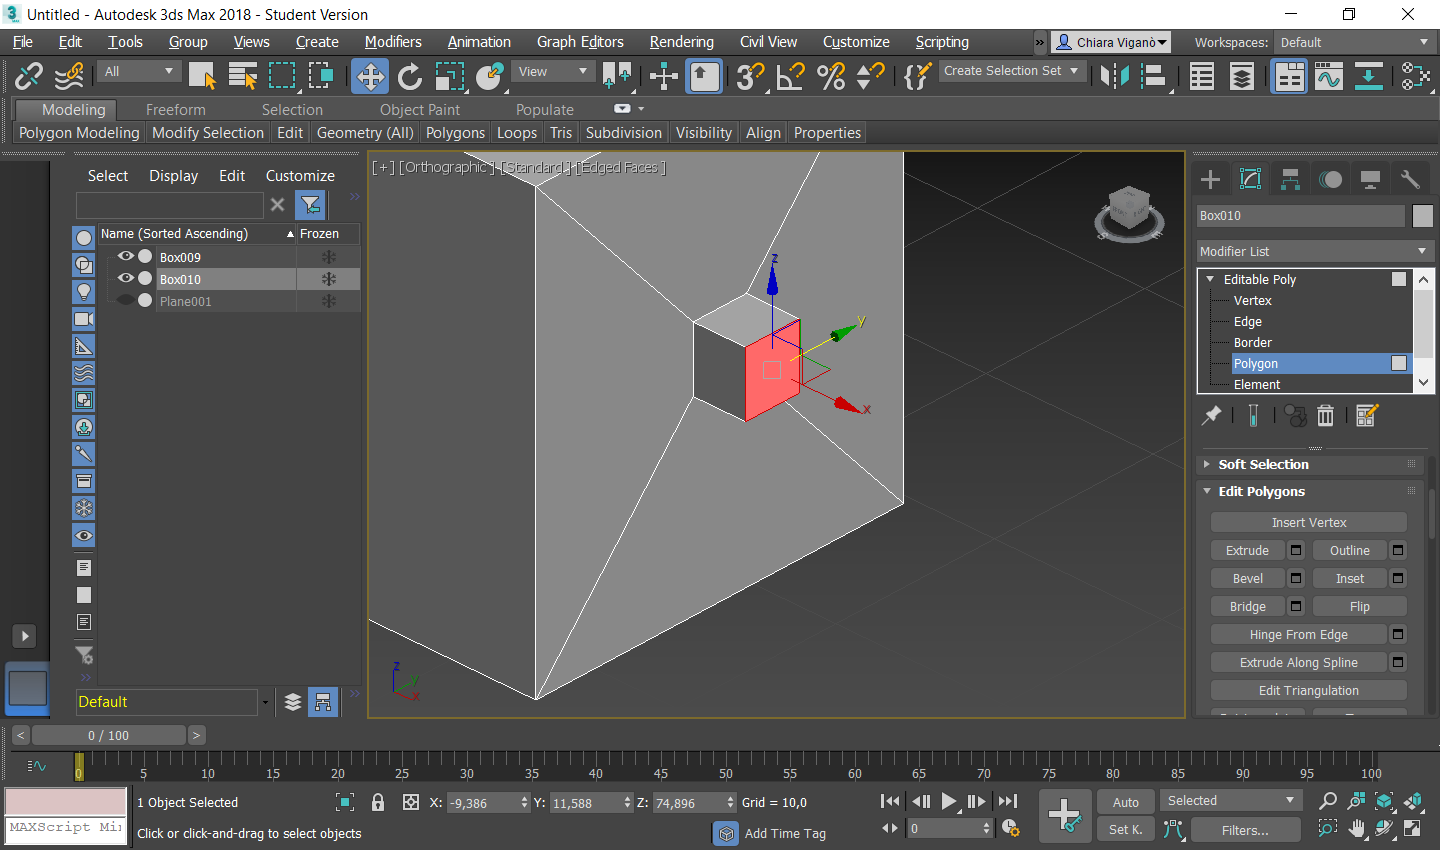 Untitled - Autodesk 3ds Max 2018 - Student Version
File Edit Tools Group Views Create Modifiers Animation Graph Editors Rendering Civil View Customize Scripting » Chiara Viganò Workspaces: Default
All View Create Selection Set
Modeling Freeform Selection Object Paint Populate
Polygon Modeling Modify Selection Edit Geometry (All) Polygons Loops Tris Subdivision Visibility Align Properties
Select Display Edit Customize
Name (Sorted Ascending) Frozen
Box009
Box010
Plane001
Default
[+] [Orthographic] [Standard] [Edged Faces]
z
y
x
z
y
x
Box010
Modifier List
Editable Poly
Vertex
Edge
Border
Polygon
Element
Soft Selection
Edit Polygons
Insert Vertex
Extrude Outline
Bevel Inset
Bridge Flip
Hinge From Edge
Extrude Along Spline
Edit Triangulation
< 0 / 100 >
0 5 10 15 20 25 30 35 40 45 50 55 60 65 70 75 80 85 90 95 100
1 Object Selected X: -9,386 Y: 11,588 Z: 74,896 Grid = 10,0 Auto Selected
MAXScript Mi
Click or click-and-drag to select objects Add Time Tag 0 Set K. Filters...